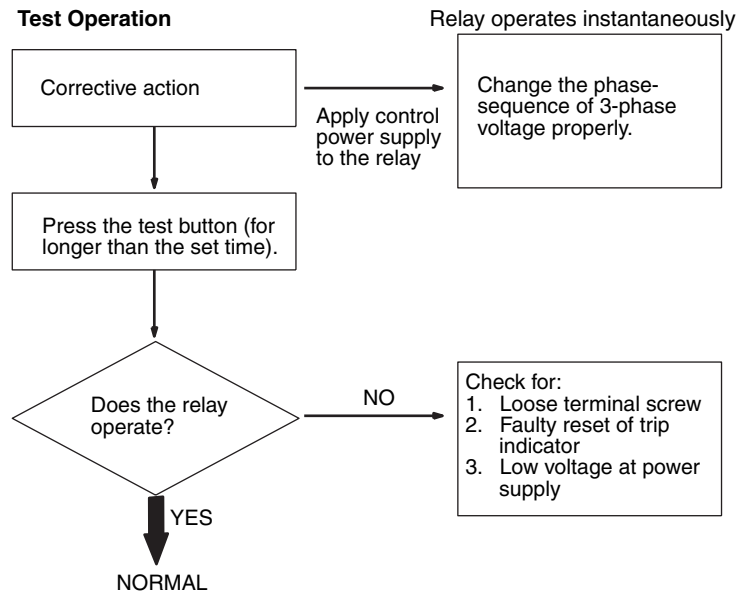 Test Operation
Relay operates instantaneously
Corrective action
Apply control
power supply
to the relay
Change the phase-
sequence of 3-phase
voltage properly.
Press the test button (for
longer than the set time).
Does the relay
operate?
NO
Check for:
1. Loose terminal screw
2. Faulty reset of trip
indicator
3. Low voltage at power
supply
YES
NORMAL